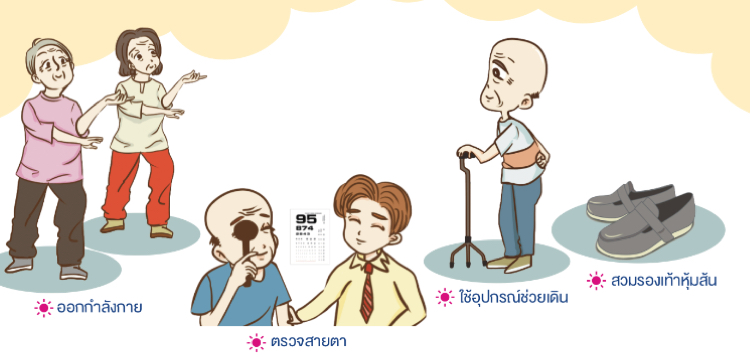 95
874
2843
ออกกำลังกาย
ตรวจสายตา
ใช้อุปกรณ์ช่วยเดิน
สวมรองเท้าหุ้มส้น